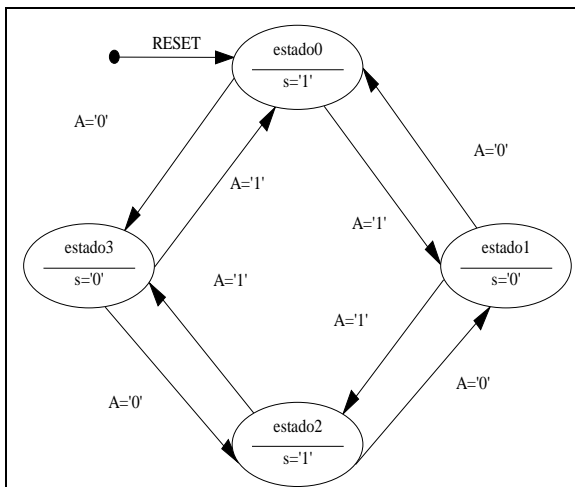 RESET
estado0
s='1'
A='0'
A='0'
A='1'
A='1'
estado3
s='0'
estado1
s='0'
A='1'
A='1'
A='0'
A='0'
estado2
s='1'